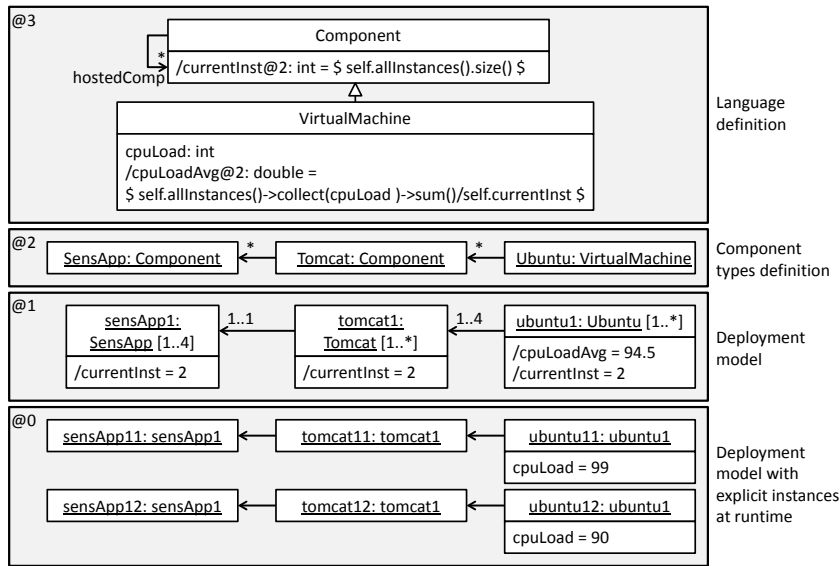 @3
Component
/currentInst@2: int = $ self.allInstances().size() $
*
hostedComp
VirtualMachine
cpuLoad: int
/cpuLoadAvg@2: double =
$ self.allInstances()->collect(cpuLoad )->sum()/self.currentInst $
Language
definition
@2
SensApp: Component
*
Tomcat: Component
*
Ubuntu: VirtualMachine
Component
types definition
@1
sensApp1:
SensApp [1..4]
/currentInst = 2
1..1
tomcat1:
Tomcat [1..*]
/currentInst = 2
1..4
ubuntu1: Ubuntu [1..*]
/cpuLoadAvg = 94.5
/currentInst = 2
Deployment
model
@0
sensApp11: sensApp1
tomcat11: tomcat1
ubuntu11: ubuntu1
cpuLoad = 99
sensApp12: sensApp1
tomcat12: tomcat1
ubuntu12: ubuntu1
cpuLoad = 90
Deployment
model with
explicit instances
at runtime